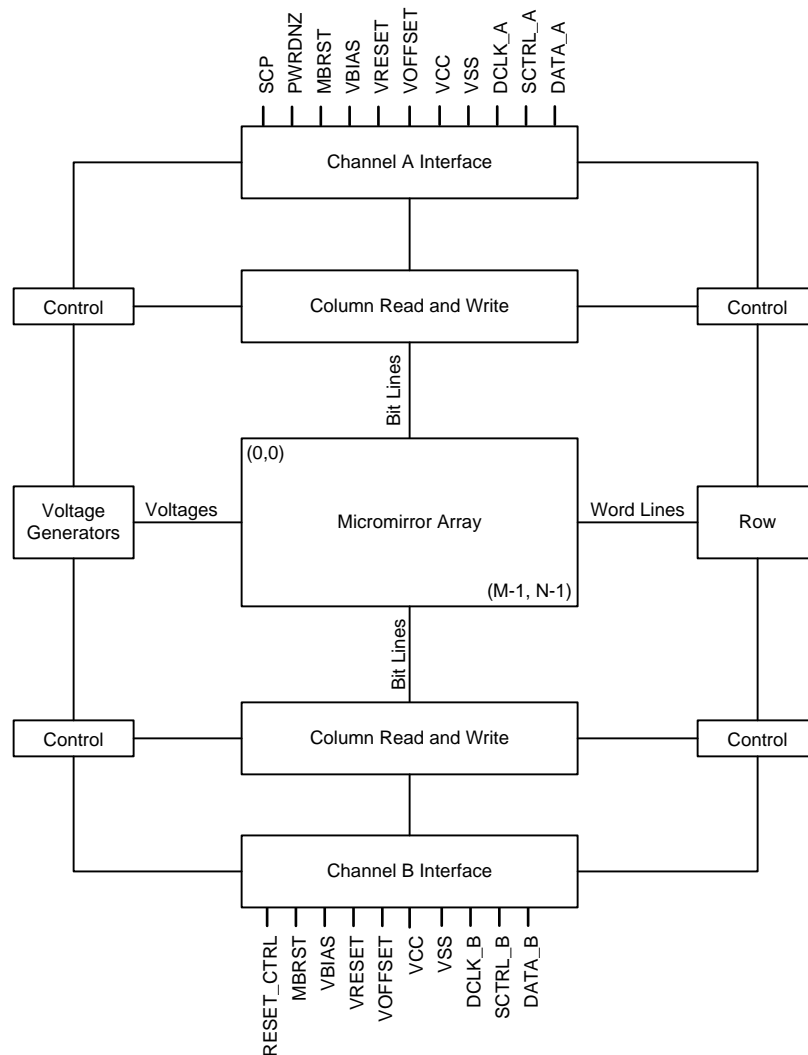 SCP
PWRDNZ
MBRST
VBIAS
VRESET
VOFFSET
VCC
VSS
DCLK_A
SCTRL_A
DATA_A
Channel A Interface
Control
Column Read and Write
Control
Bit Lines
(0,0)
Voltage
Generators
Voltages
Micromirror Array
Word Lines
Row
(M-1, N-1)
Bit Lines
Control
Column Read and Write
Control
Channel B Interface
RESET_CTRL
MBRST
VBIAS
VRESET
VOFFSET
VCC
VSS
DCLK_B
SCTRL_B
DATA_B